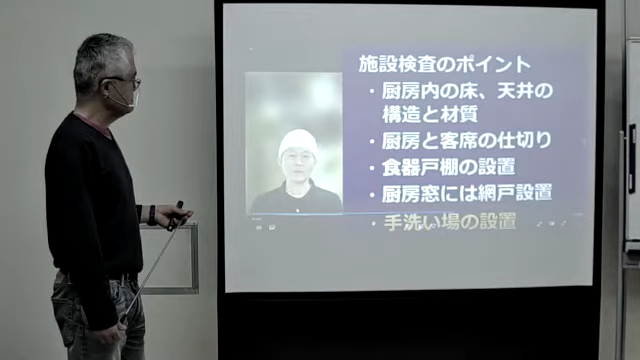 施設検査のポイント
・厨房内の床、天井の
構造と材質
・厨房と客席の仕切り
・食器戸棚の設置
・厨房窓には網戸設置
・手洗い場の設置